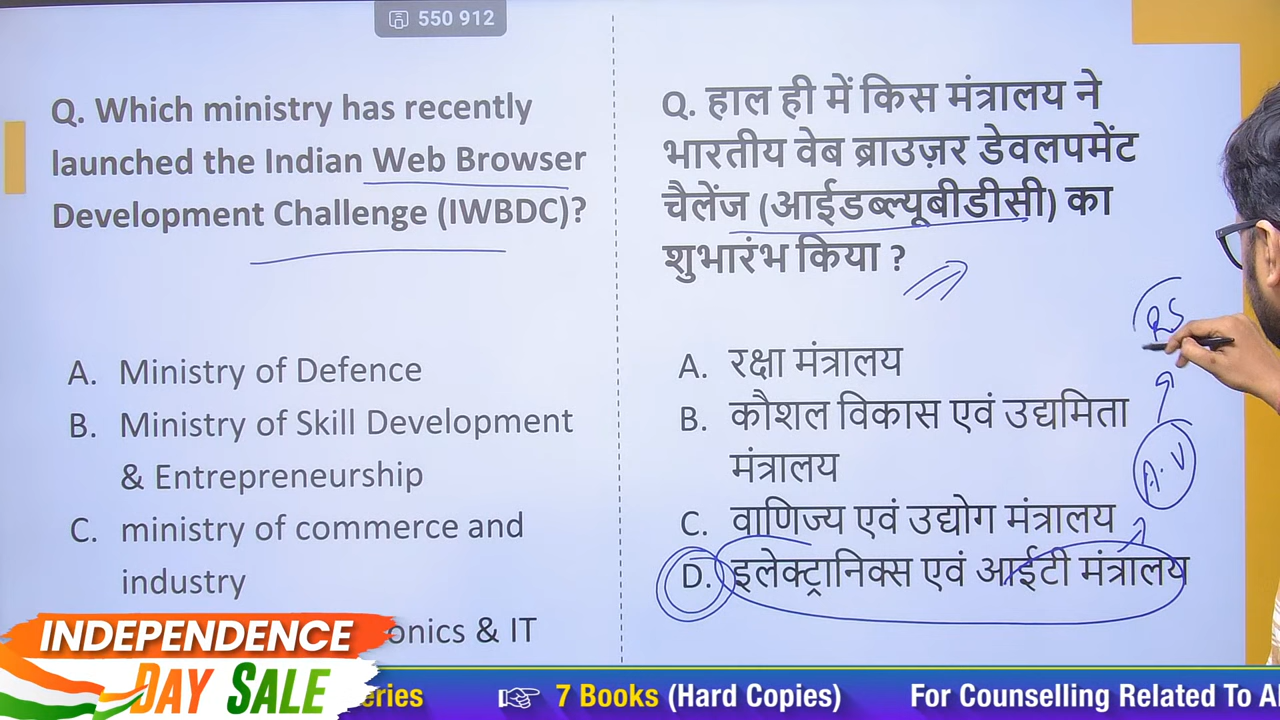 550 912
Q. Which ministry has recently
launched the Indian Web Browser
Development Challenge (IWBDC)?
A. Ministry of Defence
B. Ministry of Skill Development
& Entrepreneurship
C. ministry of commerce and
industry
onics & IT
Q. हाल ही में किस मंत्रालय ने
भारतीय वेब ब्राउज़र डेवलपमेंट
चैलेंज (आईडब्ल्यूबीडीसी) का
शुभारंभ किया ?
A. रक्षा मंत्रालय
B. कौशल विकास एवं उद्यमिता
मंत्रालय
C. वाणिज्य एवं उद्योग मंत्रालय
D. इलेक्ट्रानिक्स एवं आईटी मंत्रालय
RS
A.V
INDEPENDENCE
DAY SALE
eries 7 Books (Hard Copies) For Counselling Related To